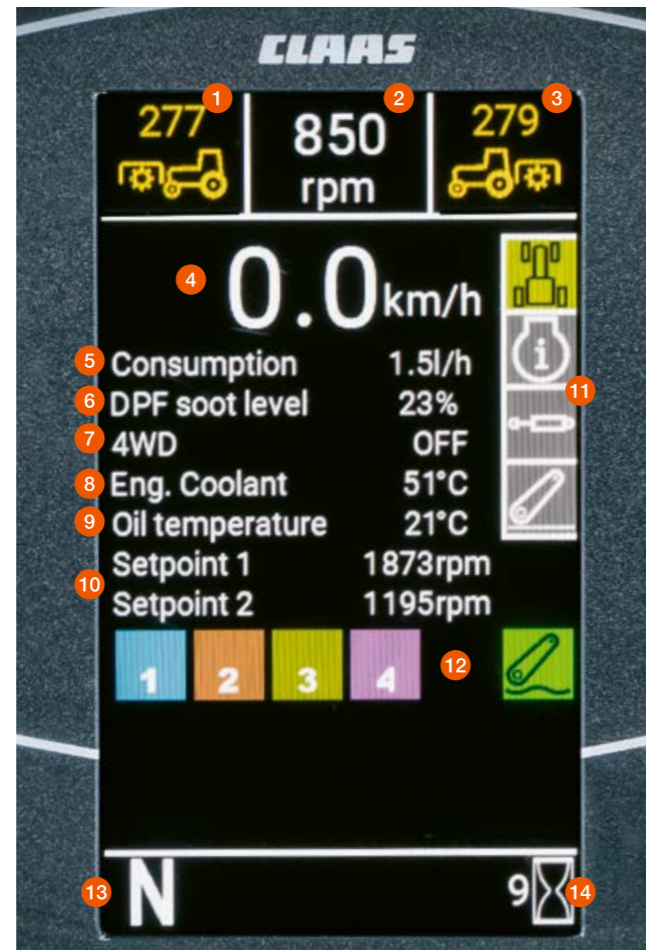 CLAAS
1 2 3
277 850 279
rpm
4 0.0 km/h
5 Consumption 1.5l/h
6 DPF soot level 23%
7 4WD OFF
8 Eng. Coolant 51°C
9 Oil temperature 21°C
Setpoint 1 1873rpm
10
Setpoint 2 1195rpm
i
11
1 2 3 4 12
13 N 9 14